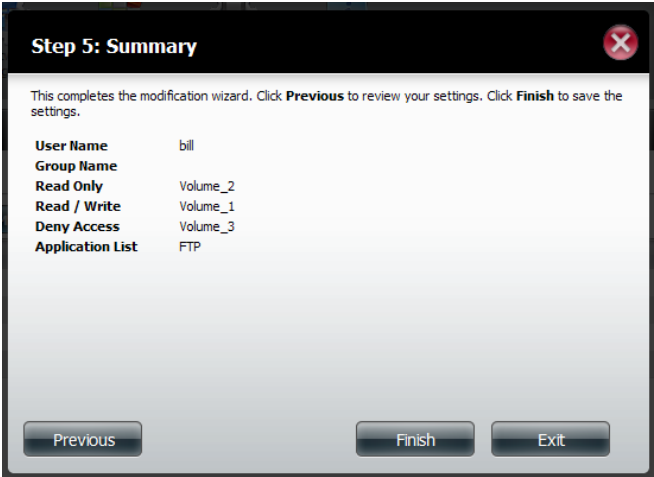 Step 5: Summary
This completes the modification wizard. Click Previous to review your settings. Click Finish to save the
settings.
User Name bill
Group Name
Read Only Volume_2
Read / Write Volume_1
Deny Access Volume_3
Application List FTP
Previous Finish Exit